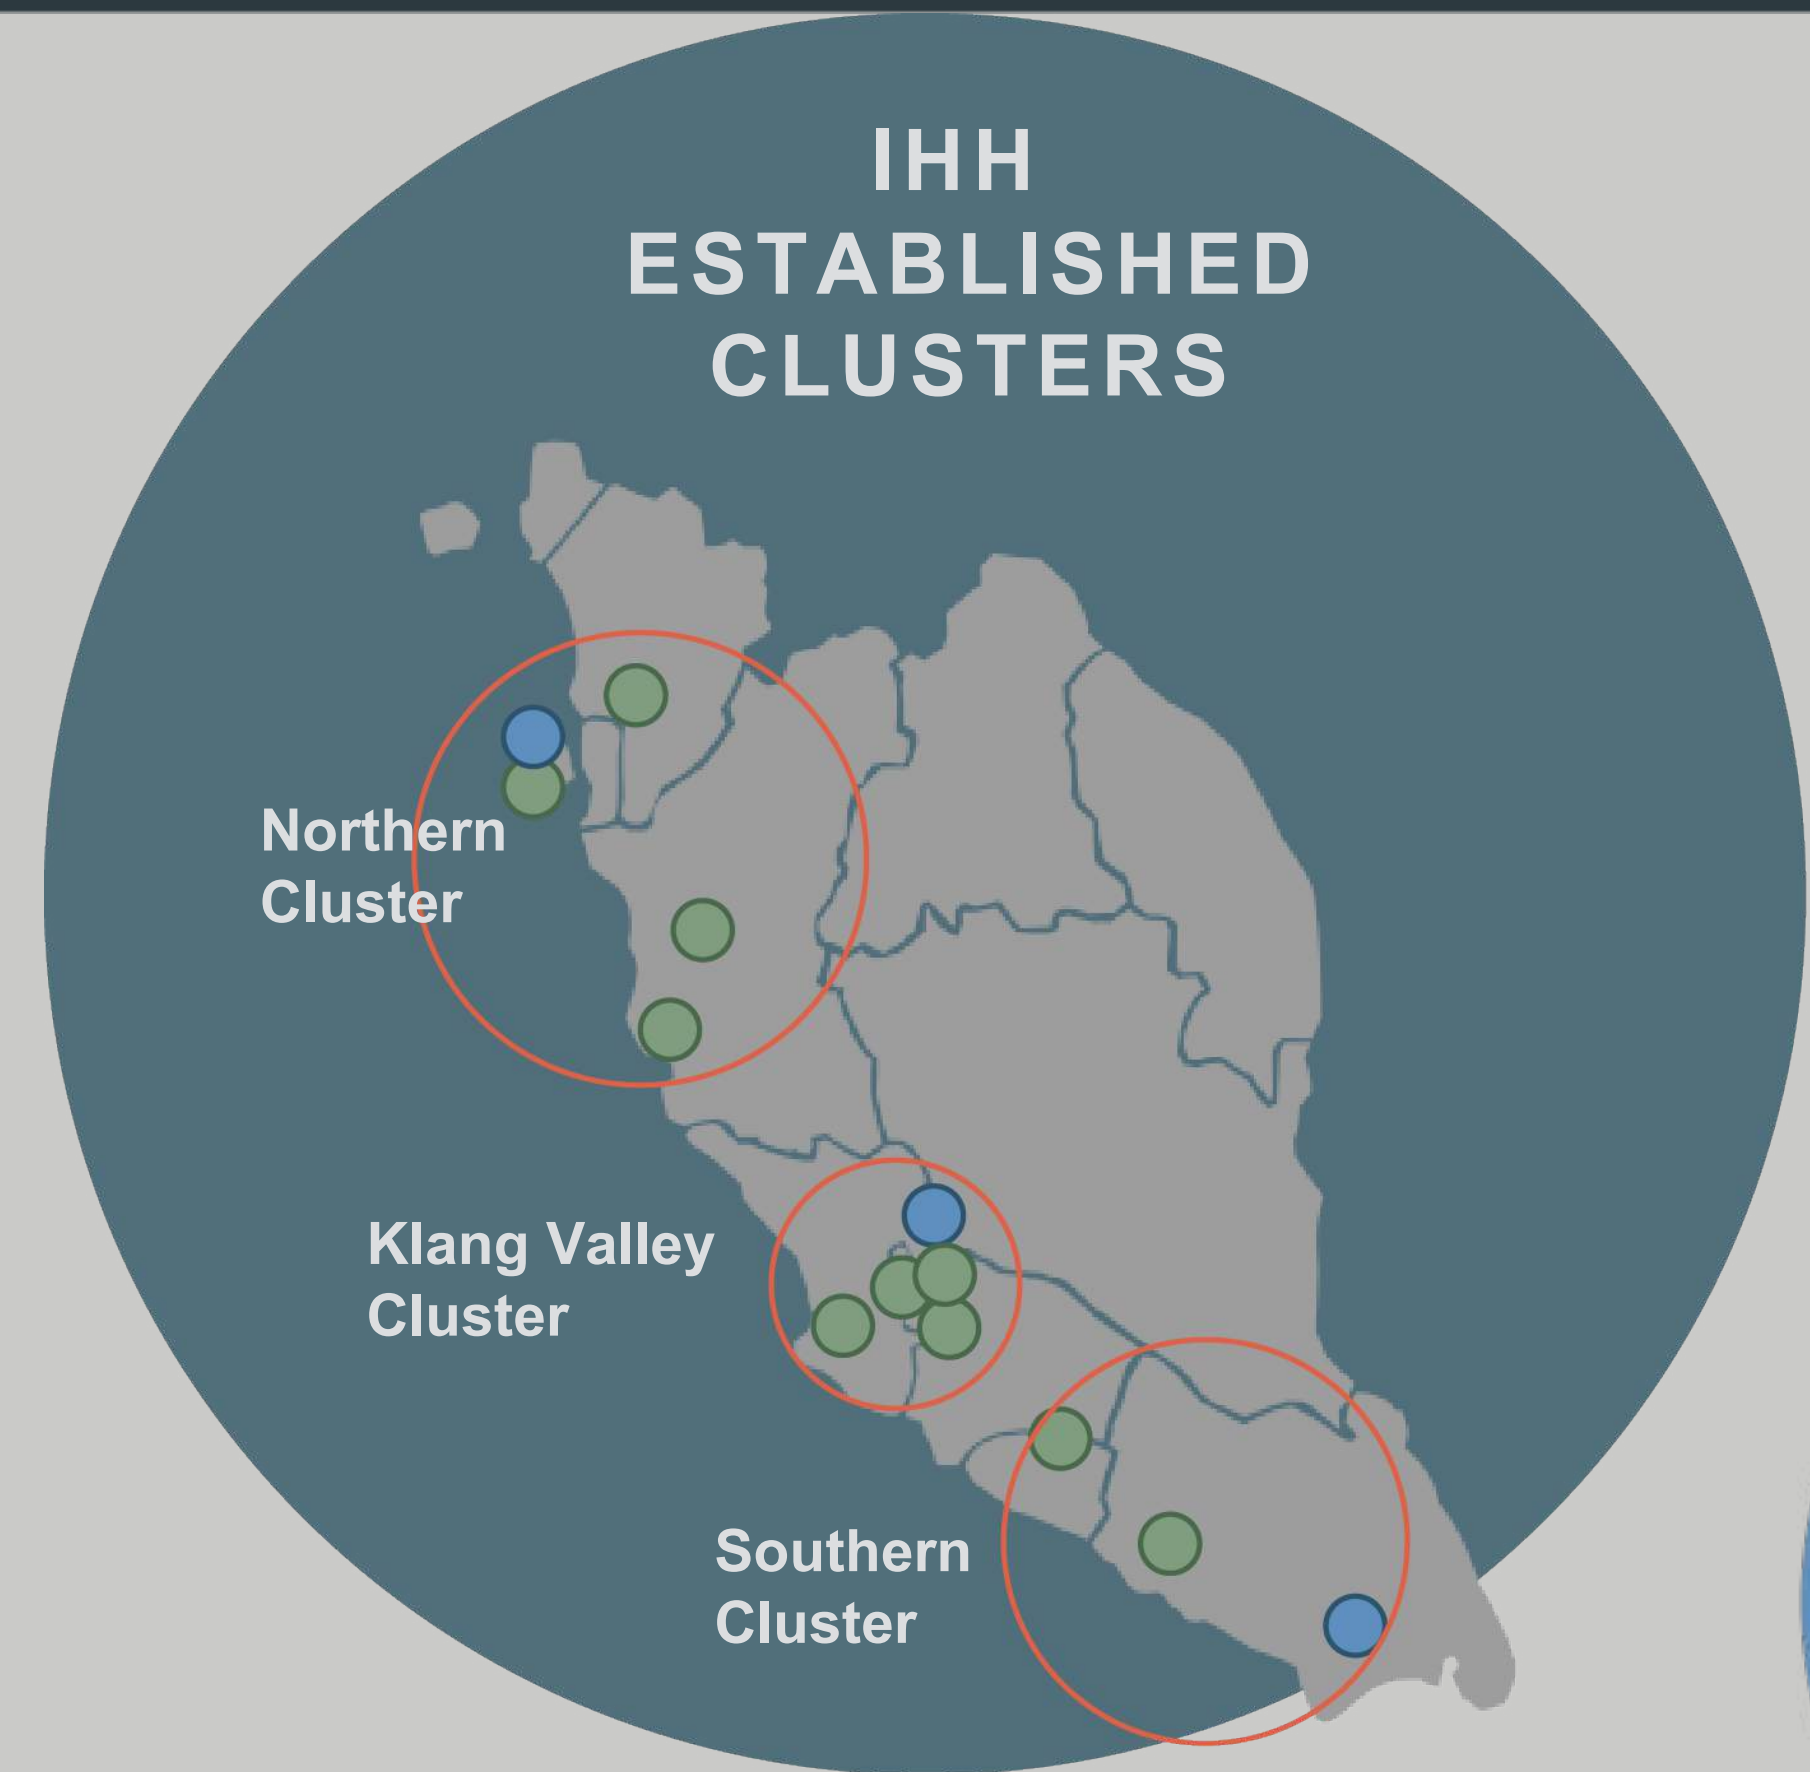 IHH
ESTABLISHED
CLUSTERS
Northern
Cluster
Klang Valley
Cluster
Southern
Cluster